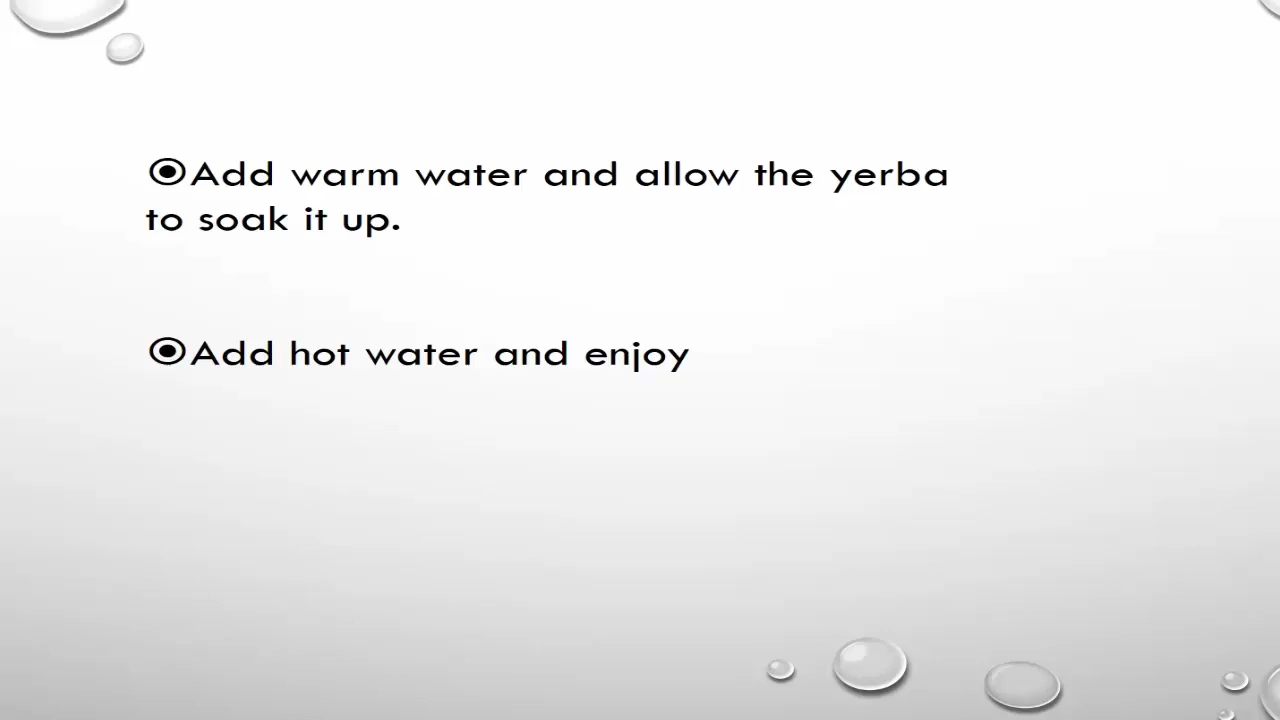 ⦿Add warm water and allow the yerba
to soak it up.
⦿Add hot water and enjoy